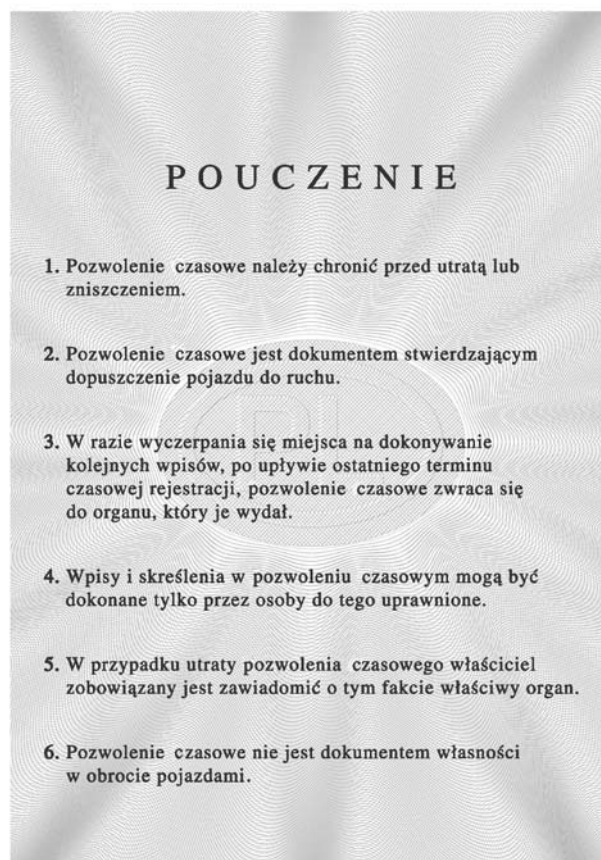 POUCZENIE
1. Pozwolenie czasowe należy chronić przed utratą lub
zniszczeniem.
2. Pozwolenie czasowe jest dokumentem stwierdzającym
dopuszczenie pojazdu do ruchu.
3. W razie wyczerpania się miejsca na dokonywanie
kolejnych wpisów, po upływie ostatniego terminu
czasowej rejestracji, pozwolenie czasowe zwraca się
do organu, który je wydał.
4. Wpisy i skreślenia w pozwoleniu czasowym mogą być
dokonane tylko przez osoby do tego uprawnione.
5. W przypadku utraty pozwolenia czasowego właściciel
zobowiązany jest zawiadomić o tym fakcie właściwy organ.
6. Pozwolenie czasowe nie jest dokumentem własności
w obrocie pojazdami.
PL